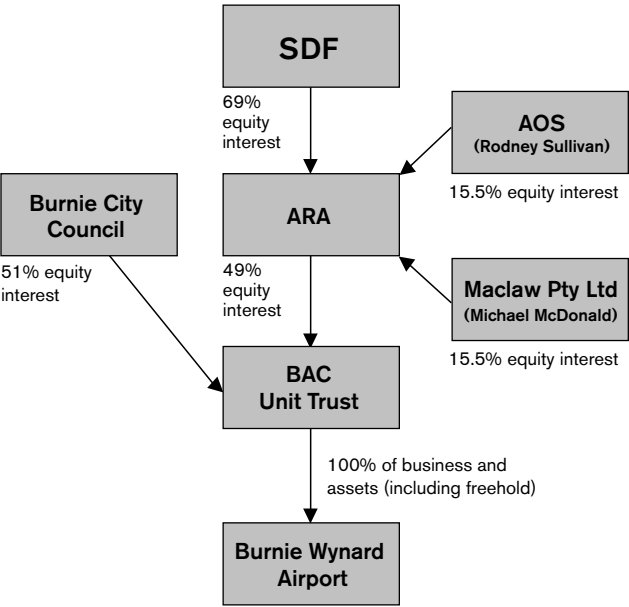 SDF
69%
equity
interest
AOS
(Rodney Sullivan)
15.5% equity interest
Burnie City
Council
51% equity
interest
ARA
49%
equity
interest
Maclaw Pty Ltd
(Michael McDonald)
15.5% equity interest
BAC
Unit Trust
100% of business and
assets (including freehold)
Burnie Wynard
Airport